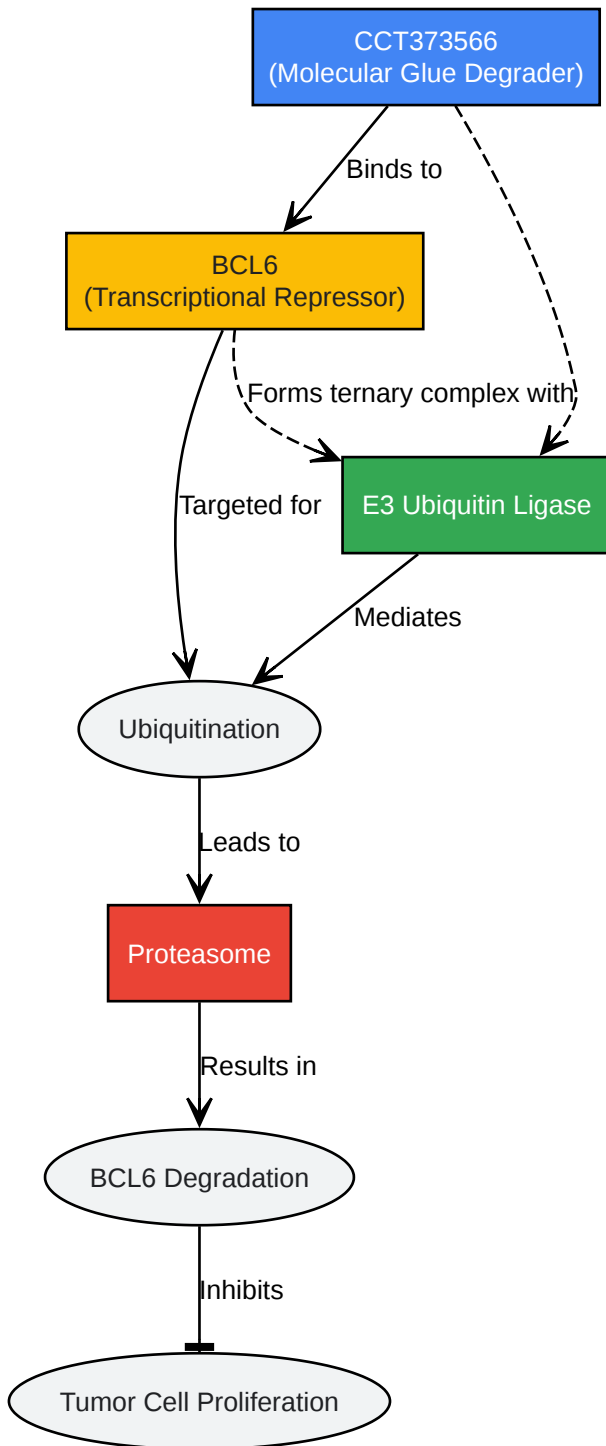 CCT373566
(Molecular Glue Degrader)
Binds to
BCL6
(Transcriptional Repressor)
Forms ternary complex with
E3 Ubiquitin Ligase
Targeted for
Mediates
Ubiquitination
Leads to
Proteasome
Results in
BCL6 Degradation
Inhibits
Tumor Cell Proliferation